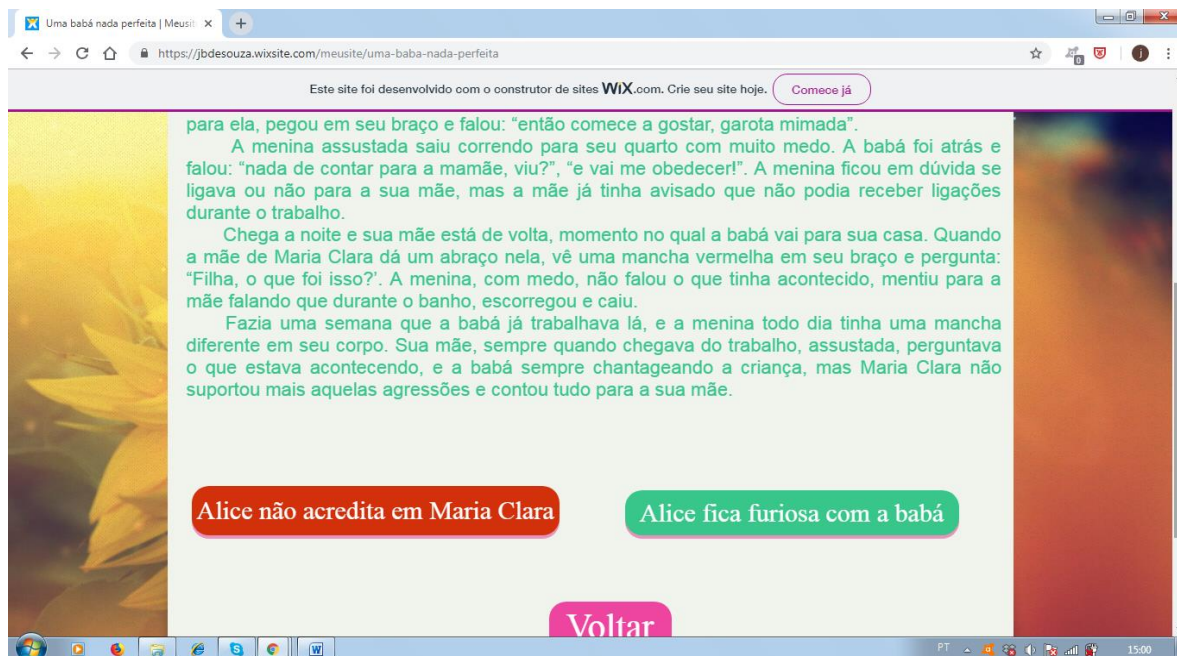 Uma babá nada perfeita | Meusit
https://jbdesouza.wixsite.com/meusite/uma-baba-nada-perfeita
Este site foi desenvolvido com o construtor de sites WiX.com. Crie seu site hoje. Comece já
para ela, pegou em seu braço e falou: “então comece a gostar, garota mimada”.
A menina assustada saiu correndo para seu quarto com muito medo. A babá foi atrás e
falou: “nada de contar para a mamãe, viu?”, “e vai me obedecer!”. A menina ficou em dúvida se
ligava ou não para a sua mãe, mas a mãe já tinha avisado que não podia receber ligações
durante o trabalho.
Chega a noite e sua mãe está de volta, momento no qual a babá vai para sua casa. Quando
a mãe de Maria Clara dá um abraço nela, vê uma mancha vermelha em seu braço e pergunta:
“Filha, o que foi isso?’. A menina, com medo, não falou o que tinha acontecido, mentiu para a
mãe falando que durante o banho, escorregou e caiu.
Fazia uma semana que a babá já trabalhava lá, e a menina todo dia tinha uma mancha
diferente em seu corpo. Sua mãe, sempre quando chegava do trabalho, assustada, perguntava
o que estava acontecendo, e a babá sempre chantageando a criança, mas Maria Clara não
suportou mais aquelas agressões e contou tudo para a sua mãe.
Alice não acredita em Maria Clara
Alice fica furiosa com a babá
Voltar
PT 15:00